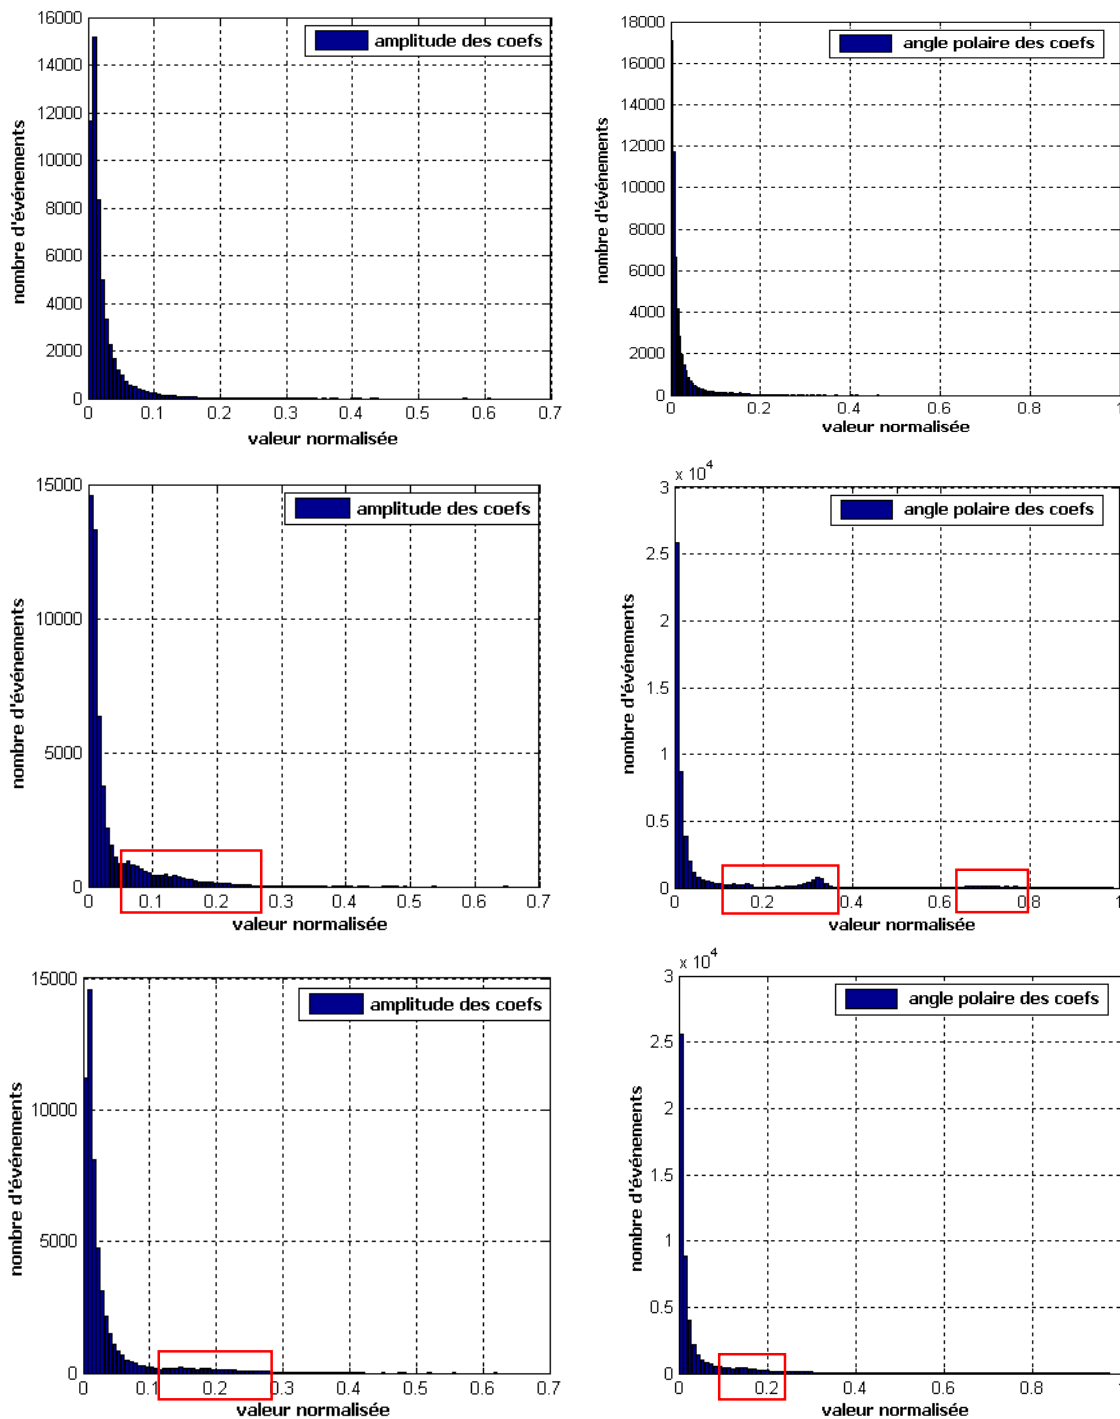 16000
14000
12000
10000
8000
6000
4000
2000
0
0 0.1 0.2 0.3 0.4 0.5 0.6 0.7
nombre d'événements
valeur normalisée
amplitude des coefs
18000
16000
14000
12000
10000
8000
6000
4000
2000
0
0 0.2 0.4 0.6 0.8 1
nombre d'événements
valeur normalisée
angle polaire des coefs
15000
10000
5000
0
0 0.1 0.2 0.3 0.4 0.5 0.6 0.7
nombre d'événements
valeur normalisée
amplitude des coefs
x 10^4
3
2.5
2
1.5
1
0.5
0
0 0.2 0.4 0.6 0.8 1
nombre d'événements
valeur normalisée
angle polaire des coefs
15000
10000
5000
0
0 0.1 0.2 0.3 0.4 0.5 0.6 0.7
nombre d'événements
valeur normalisée
amplitude des coefs
x 10^4
3
2.5
2
1.5
1
0.5
0
0 0.2 0.4 0.6 0.8 1
nombre d'événements
valeur normalisée
angle polaire des coefs